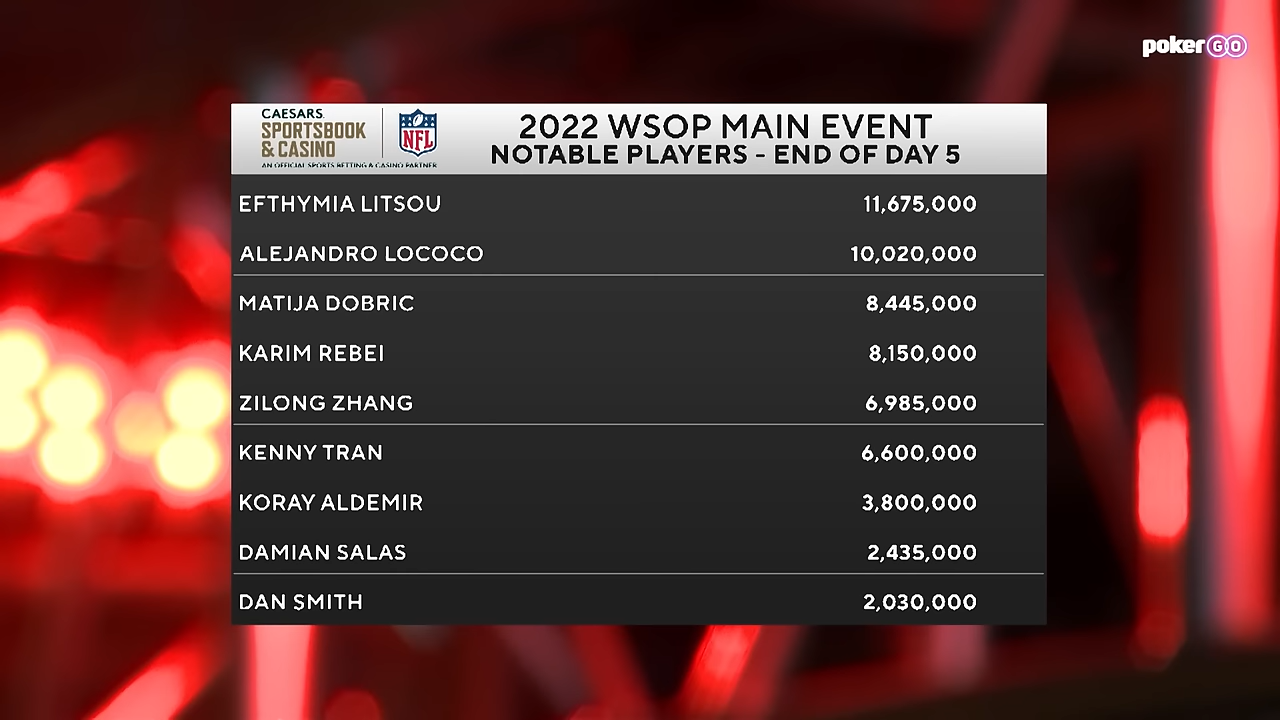 pokerGO
CAESARS
SPORTSBOOK
& CASINO
NFL
AN OFFICIAL SPORTS BETTING & CASINO PARTNER
2022 WSOP MAIN EVENT
NOTABLE PLAYERS - END OF DAY 5
EFTHYMIA LITSOU 11,675,000
ALEJANDRO LOCOCO 10,020,000
MATIJA DOBRIC 8,445,000
KARIM REBEI 8,150,000
ZILONG ZHANG 6,985,000
KENNY TRAN 6,600,000
KORAY ALDEMIR 3,800,000
DAMIAN SALAS 2,435,000
DAN SMITH 2,030,000